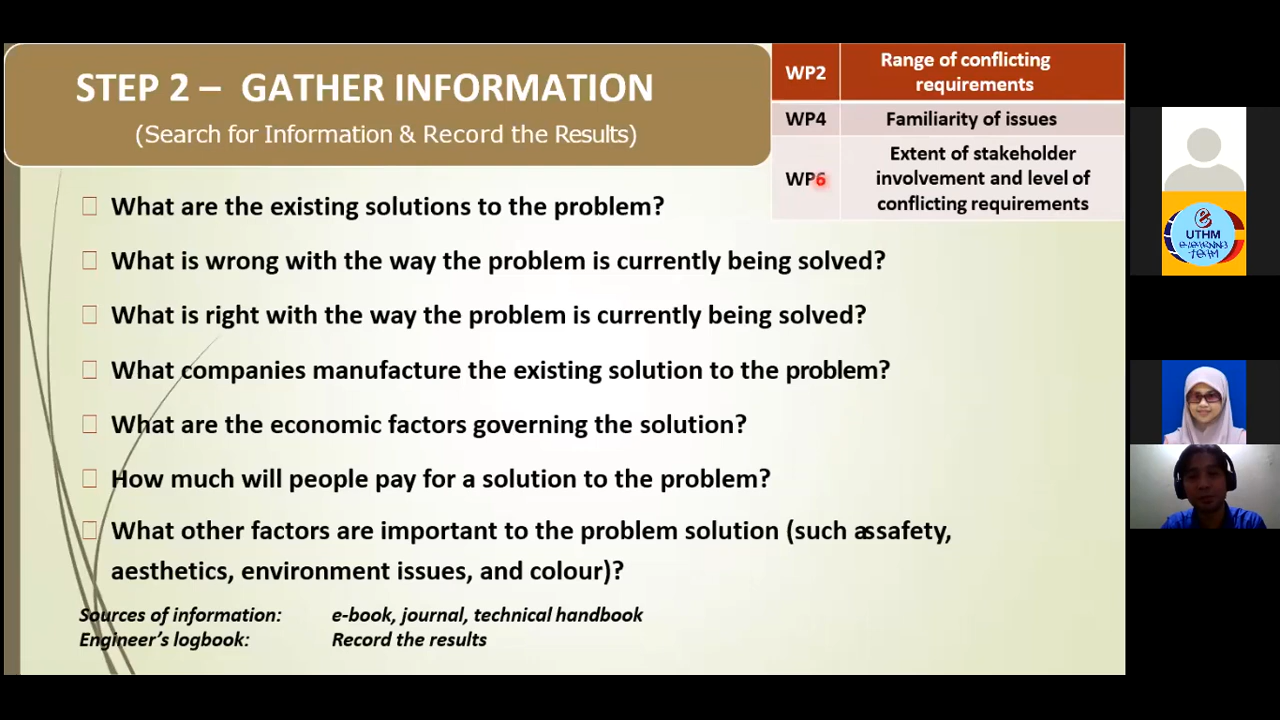 STEP 2 – GATHER INFORMATION
(Search for Information & Record the Results)
WP2 Range of conflicting
requirements
WP4 Familiarity of issues
WP6 Extent of stakeholder
involvement and level of
conflicting requirements
What are the existing solutions to the problem?
What is wrong with the way the problem is currently being solved?
What is right with the way the problem is currently being solved?
What companies manufacture the existing solution to the problem?
What are the economic factors governing the solution?
How much will people pay for a solution to the problem?
What other factors are important to the problem solution (such as safety,
aesthetics, environment issues, and colour)?
Sources of information: e-book, journal, technical handbook
Engineer's logbook: Record the results
e
UTHM
eLearning
Team